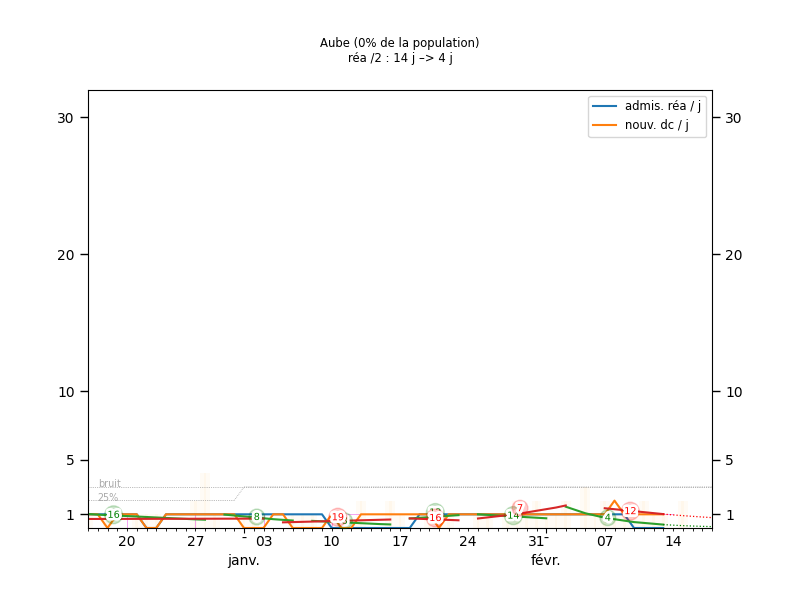 Aube (0% de la population)
réa /2 : 14 j –> 4 j
admis. réa / j
nouv. dc / j
30 30
20 20
10 10
5 5
bruit
25%
1 1
16 8 19 16 14 7 4 12
20 27 - 03 10 17 24 31- 07 14
janv. févr.